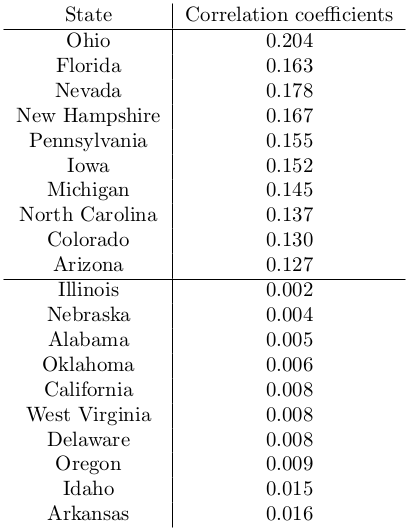 State Correlation coefficients
Ohio 0.204
Florida 0.163
Nevada 0.178
New Hampshire 0.167
Pennsylvania 0.155
Iowa 0.152
Michigan 0.145
North Carolina 0.137
Colorado 0.130
Arizona 0.127
Illinois 0.002
Nebraska 0.004
Alabama 0.005
Oklahoma 0.006
California 0.008
West Virginia 0.008
Delaware 0.008
Oregon 0.009
Idaho 0.015
Arkansas 0.016